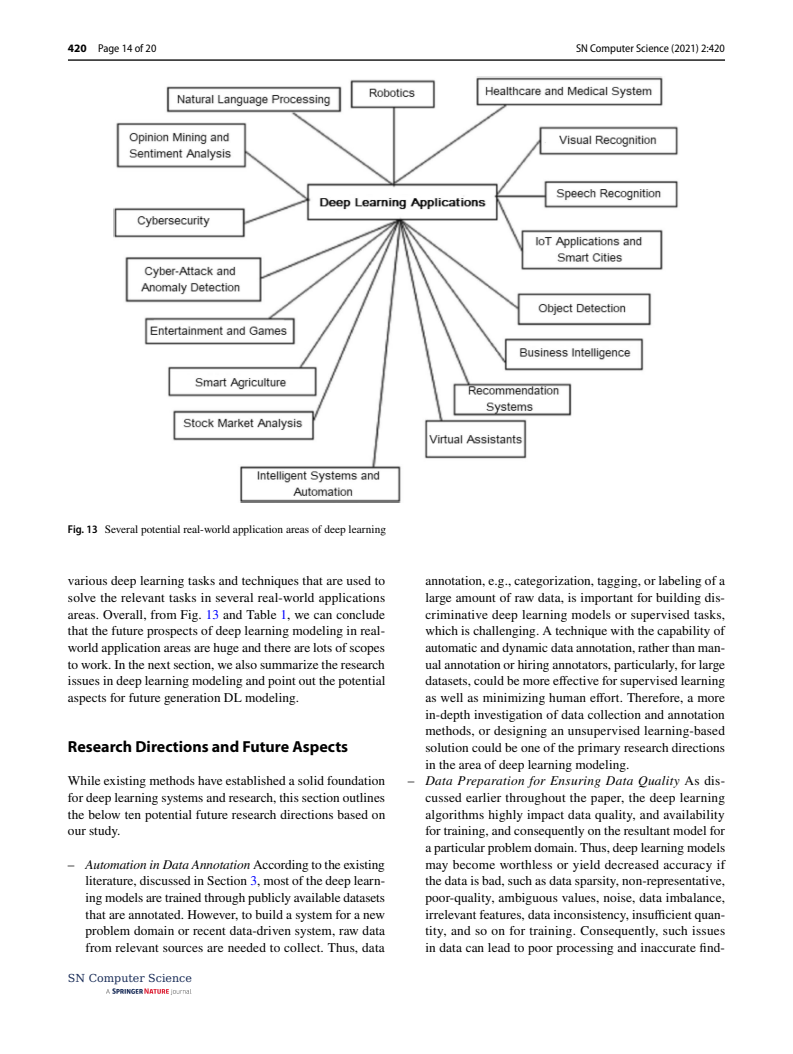 420 Page 14 of 20
SN Computer Science (2021) 2:420
Natural Language Processing
Robotics
Healthcare and Medical System
Opinion Mining and
Sentiment Analysis
Visual Recognition
Deep Learning Applications
Speech Recognition
Cybersecurity
IoT Applications and
Smart Cities
Cyber-Attack and
Anomaly Detection
Object Detection
Entertainment and Games
Business Intelligence
Smart Agriculture
Recommendation
Systems
Stock Market Analysis
Virtual Assistants
Intelligent Systems and
Automation
Fig. 13 Several potential real-world application areas of deep learning
various deep learning tasks and techniques that are used to
solve the relevant tasks in several real-world applications
areas. Overall, from Fig. 13 and Table 1, we can conclude
that the future prospects of deep learning modeling in real-
world application areas are huge and there are lots of scopes
to work. In the next section, we also summarize the research
issues in deep learning modeling and point out the potential
aspects for future generation DL modeling.
Research Directions and Future Aspects
While existing methods have established a solid foundation
for deep learning systems and research, this section outlines
the below ten potential future research directions based on
our study.
– Automation in Data Annotation According to the existing
literature, discussed in Section 3, most of the deep learn-
ing models are trained through publicly available datasets
that are annotated. However, to build a system for a new
problem domain or recent data-driven system, raw data
from relevant sources are needed to collect. Thus, data
annotation, e.g., categorization, tagging, or labeling of a
large amount of raw data, is important for building dis-
criminative deep learning models or supervised tasks,
which is challenging. A technique with the capability of
automatic and dynamic data annotation, rather than man-
ual annotation or hiring annotators, particularly, for large
datasets, could be more effective for supervised learning
as well as minimizing human effort. Therefore, a more
in-depth investigation of data collection and annotation
methods, or designing an unsupervised learning-based
solution could be one of the primary research directions
in the area of deep learning modeling.
– Data Preparation for Ensuring Data Quality As dis-
cussed earlier throughout the paper, the deep learning
algorithms highly impact data quality, and availability
for training, and consequently on the resultant model for
a particular problem domain. Thus, deep learning models
may become worthless or yield decreased accuracy if
the data is bad, such as data sparsity, non-representative,
poor-quality, ambiguous values, noise, data imbalance,
irrelevant features, data inconsistency, insufficient quan-
tity, and so on for training. Consequently, such issues
in data can lead to poor processing and inaccurate find-
SN Computer Science
A SPRINGER NATURE journal